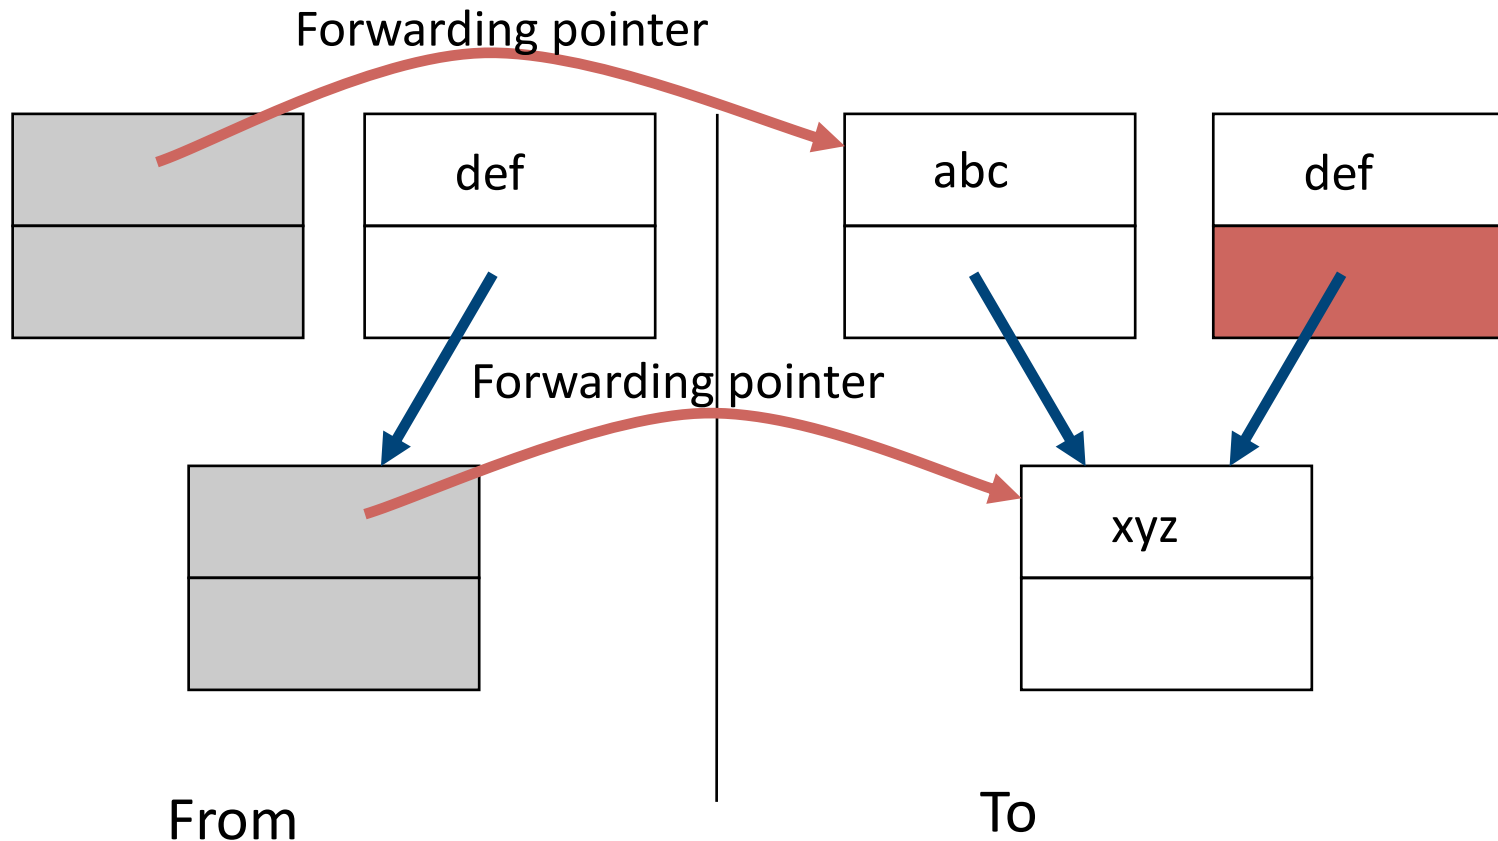 Forwarding pointer
def
abc
def
Forwarding pointer
xyz
From
To